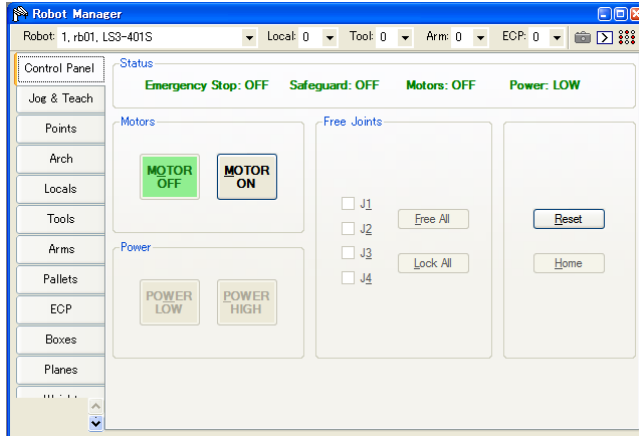 Robot Manager
Robot: 1, rb01, LS3-401S Local: 0 Tool: 0 Arm: 0 ECP: 0
Control Panel
Jog & Teach
Points
Arch
Locals
Tools
Arms
Pallets
ECP
Boxes
Planes
Status
Emergency Stop: OFF Safeguard: OFF Motors: OFF Power: LOW
Motors
MOTOR OFF
MOTOR ON
Power
POWER LOW
POWER HIGH
Free Joints
J1
J2
J3
J4
Free All
Lock All
Reset
Home